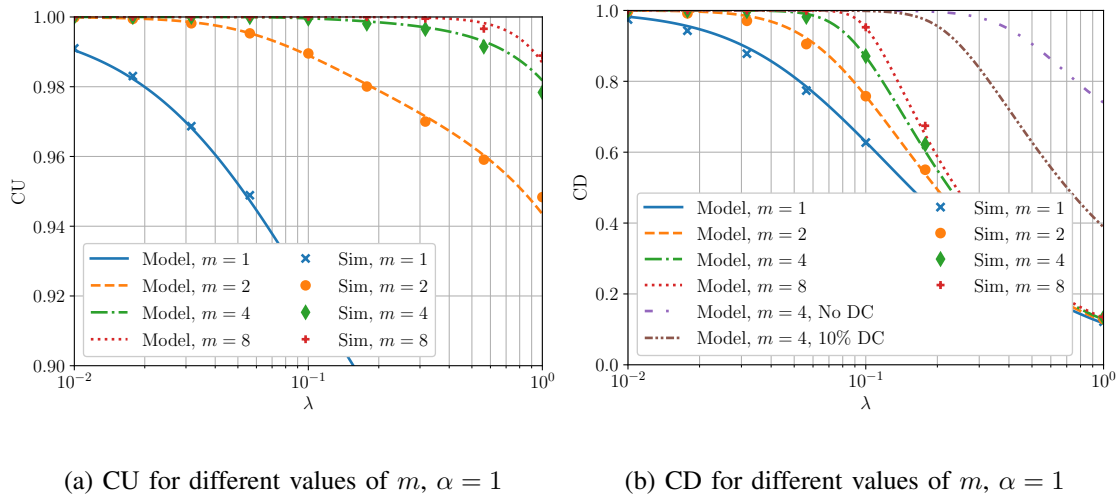 1.00
0.98
0.96
0.94
0.92
0.90
CU
Model, m = 1
Model, m = 2
Model, m = 4
Model, m = 8
Sim, m = 1
Sim, m = 2
Sim, m = 4
Sim, m = 8
10⁻² 10⁻¹ 10⁰
λ
(a) CU for different values of m, α = 1
1.0
0.8
0.6
0.4
0.2
0.0
CD
Model, m = 1
Model, m = 2
Model, m = 4
Model, m = 8
Model, m = 4, No DC
Model, m = 4, 10% DC
Sim, m = 1
Sim, m = 2
Sim, m = 4
Sim, m = 8
10⁻² 10⁻¹ 10⁰
λ
(b) CD for different values of m, α = 1